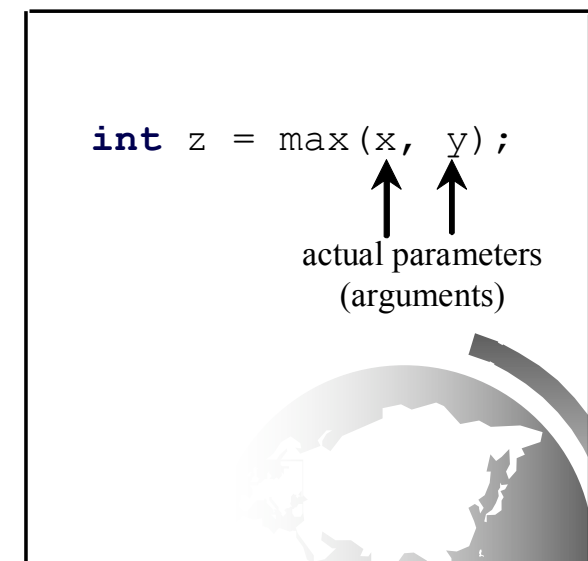 int z = max(x, y);
actual parameters
(arguments)